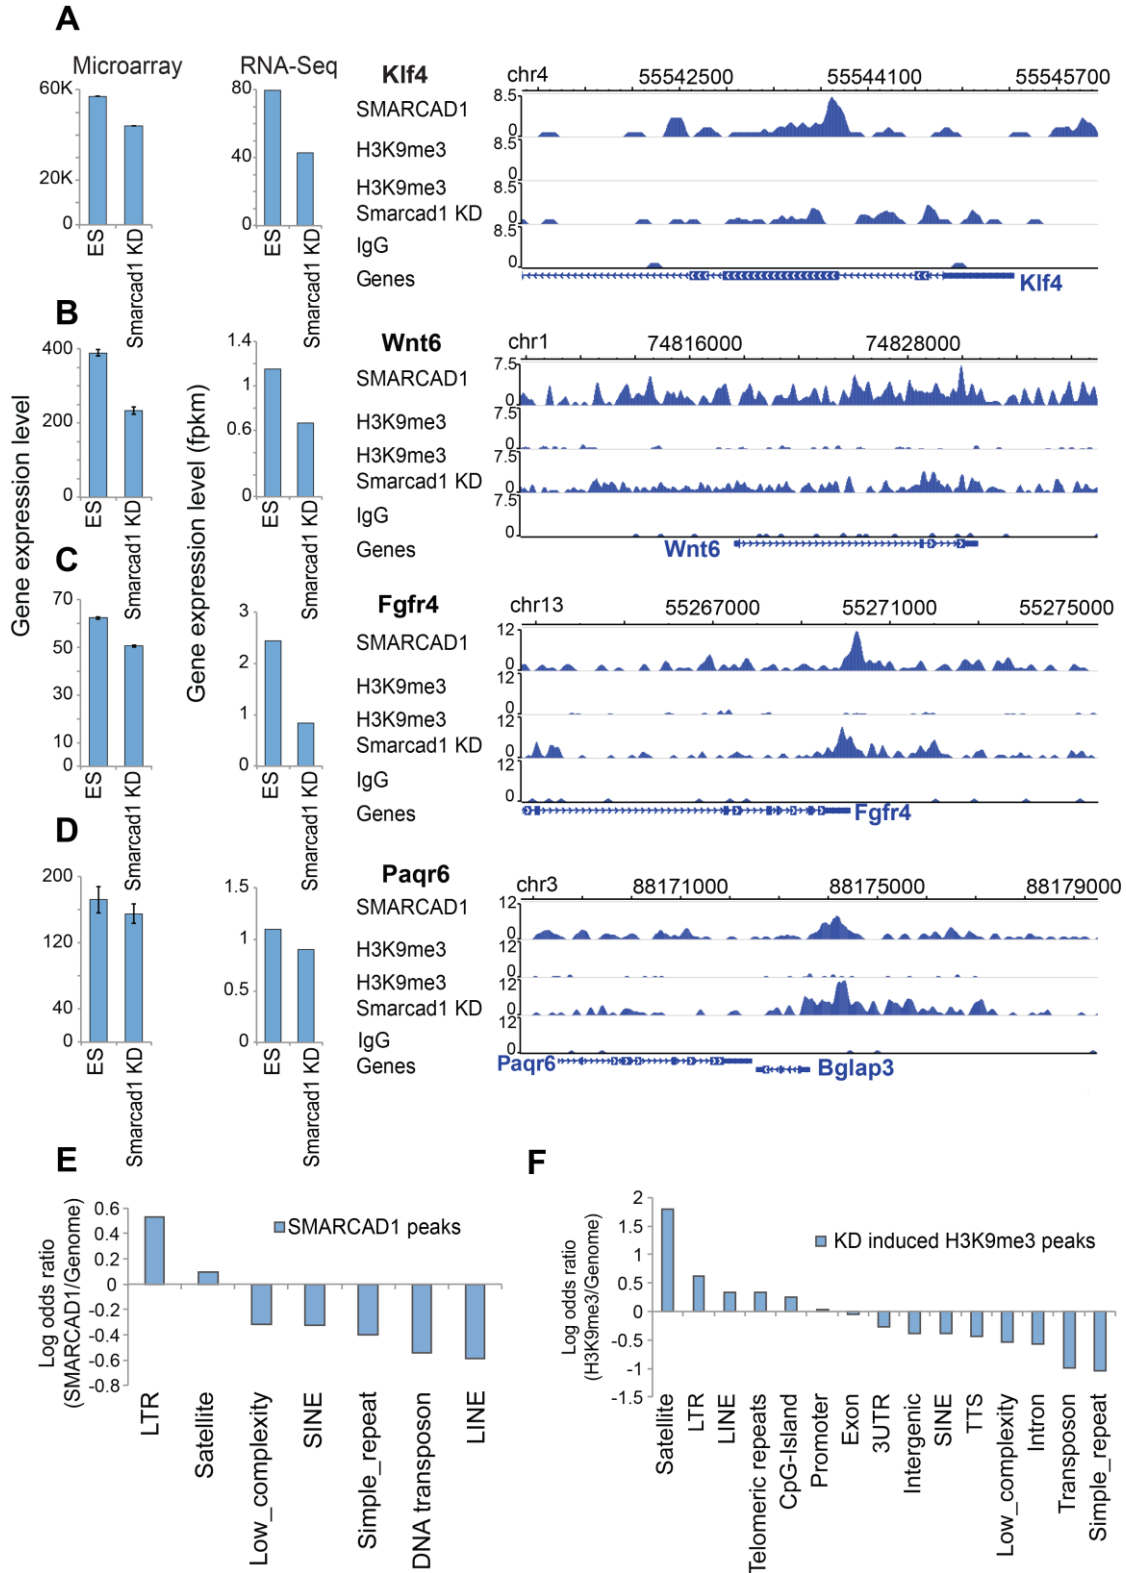 A
Microarray
RNA-Seq
Klf4
chr4 55542500 55544100 55545700
60K
20K
0
ES
Smarcad1 KD
80
40
0
ES
Smarcad1 KD
SMARCAD1
8.5
0
H3K9me3
8.5
0
H3K9me3
Smarcad1 KD
8.5
0
IgG
8.5
0
Genes
Klf4
B
Gene expression level
Gene expression level (fpkm)
400
200
0
ES
Smarcad1 KD
1.4
1
0.6
0
ES
Smarcad1 KD
Wnt6
chr1 74816000 74828000
SMARCAD1
7.5
0
H3K9me3
7.5
0
H3K9me3
Smarcad1 KD
7.5
0
IgG
7.5
0
Genes
Wnt6
C
70
50
30
10
0
ES
Smarcad1 KD
3
2
1
0
ES
Smarcad1 KD
Fgfr4
chr13 55267000 55271000 55275000
SMARCAD1
12
0
H3K9me3
12
0
H3K9me3
Smarcad1 KD
12
0
IgG
12
0
Genes
Fgfr4
D
200
120
40
0
ES
Smarcad1 KD
1.5
1
0.5
0
ES
Smarcad1 KD
Paqr6
chr3 88171000 88175000 88179000
SMARCAD1
12
0
H3K9me3
12
0
H3K9me3
Smarcad1 KD
12
0
IgG
12
0
Genes
Paqr6
Bglap3
E
Log odds ratio
(SMARCAD1/Genome)
0.6
0.4
0.2
0
-0.2
-0.4
-0.6
-0.8
SMARCAD1 peaks
LTR
Satellite
Low_complexity
SINE
Simple_repeat
DNA transposon
LINE
F
Log odds ratio
(H3K9me3/Genome)
2
1.5
1
0.5
0
-0.5
-1
-1.5
KD induced H3K9me3 peaks
Satellite
LTR
LINE
Telomeric repeats
CpG-Island
Promoter
Exon
3UTR
Intergenic
SINE
TTS
Low_complexity
Intron
Transposon
Simple_repeat